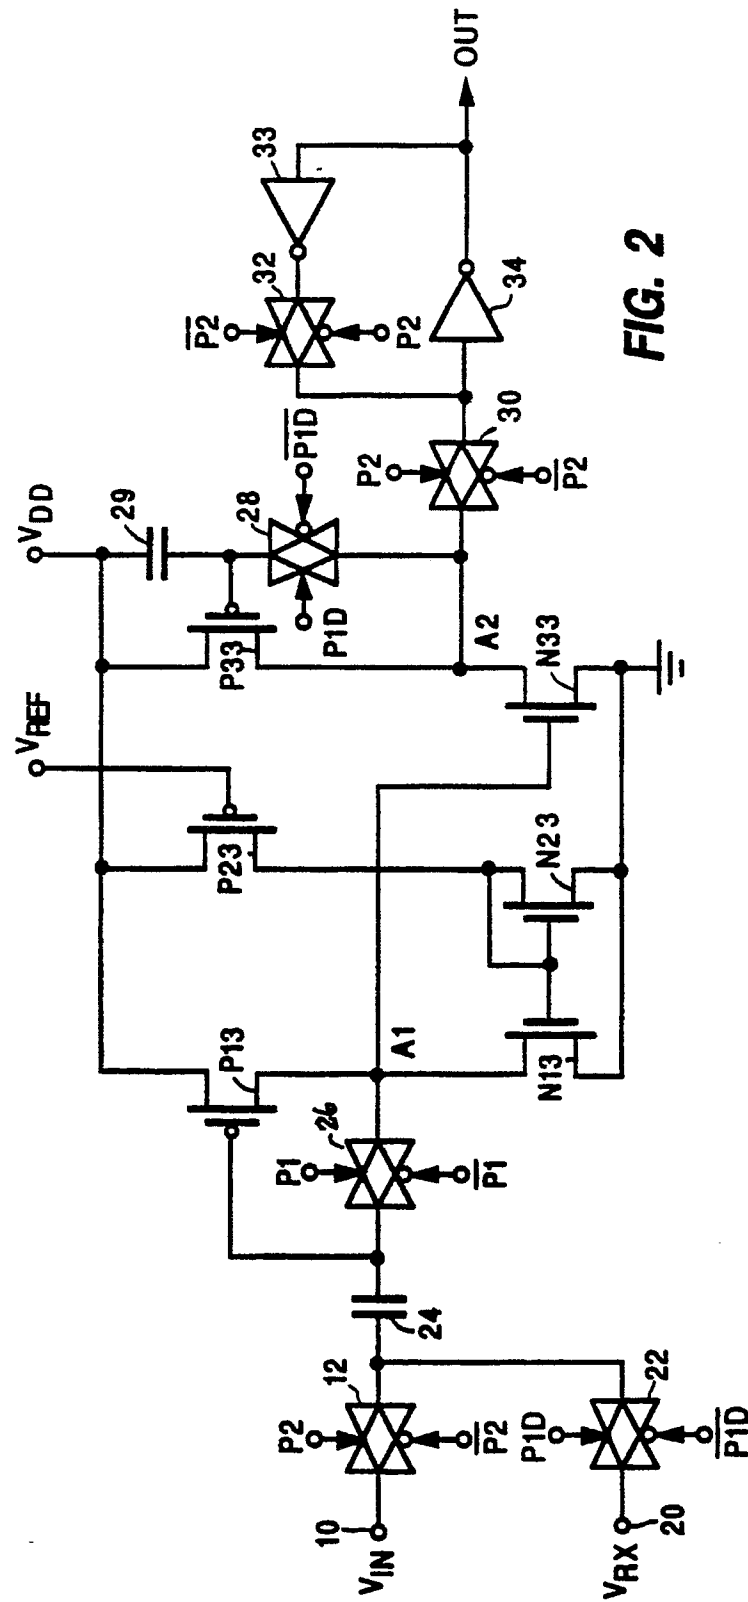 V_IN
10
P2
12
P2̅
V_RX
20
P1D
22
P1D̅
24
P1
26
P1̅
P13
A1
N13
V_REF
P23
N23
V_DD
29
P33
28
P1D
P1D̅
A2
N33
P2
30
P2̅
P2̅
32
P2
33
34
OUT
FIG. 2